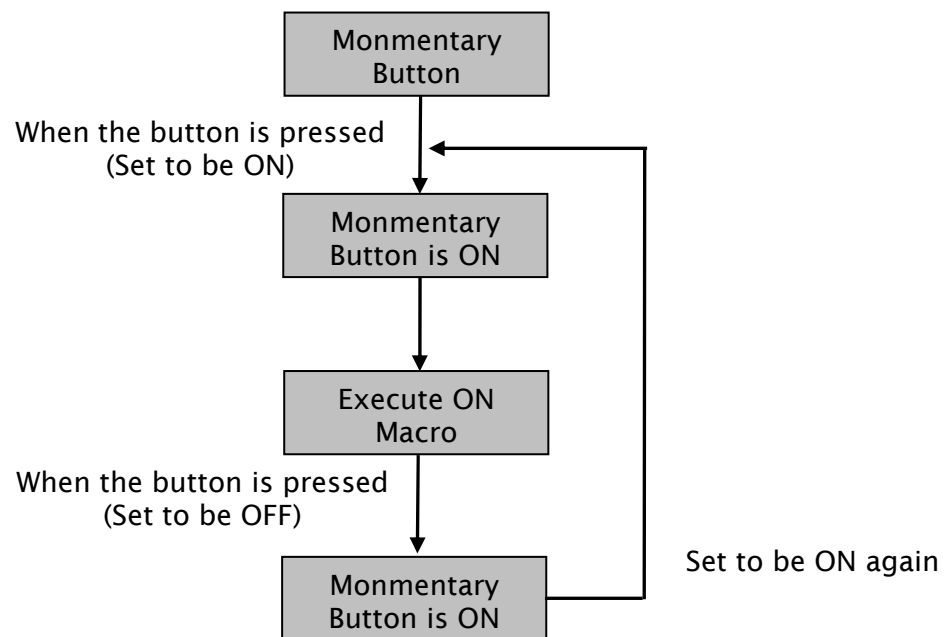 Monmentary
Button
When the button is pressed
(Set to be ON)
Monmentary
Button is ON
Execute ON
Macro
When the button is pressed
(Set to be OFF)
Set to be ON again
Monmentary
Button is ON